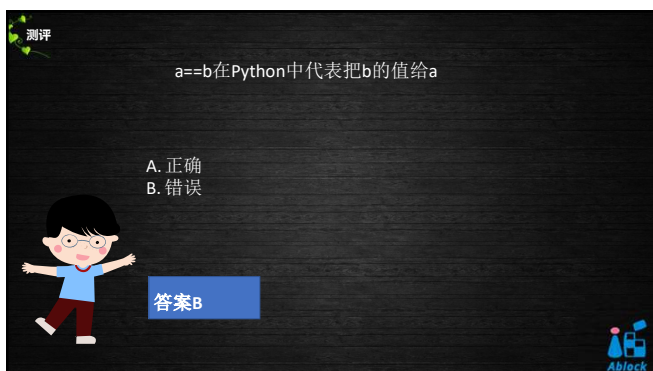 测评
a==b在Python中代表把b的值给a
A. 正确
B. 错误
答案B
Ablock